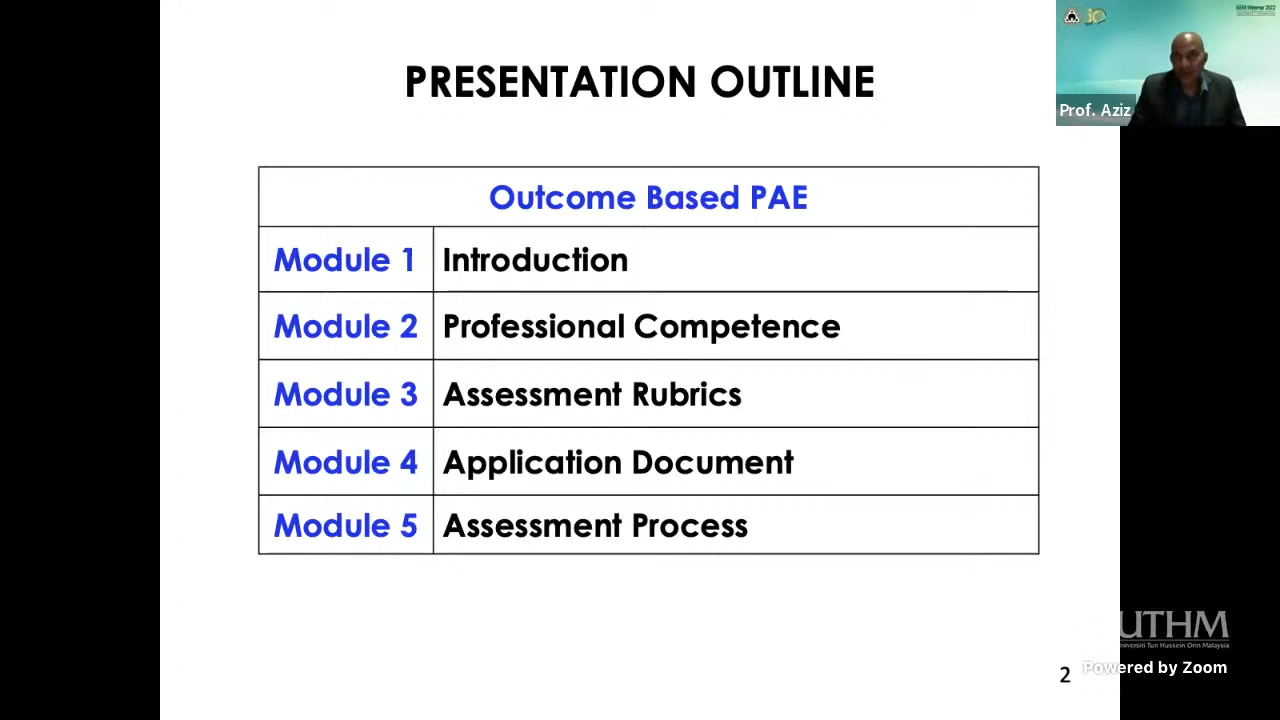 PRESENTATION OUTLINE
Prof. Aziz
Outcome Based PAE
Module 1 Introduction
Module 2 Professional Competence
Module 3 Assessment Rubrics
Module 4 Application Document
Module 5 Assessment Process
UTHM
2
Powered by Zoom